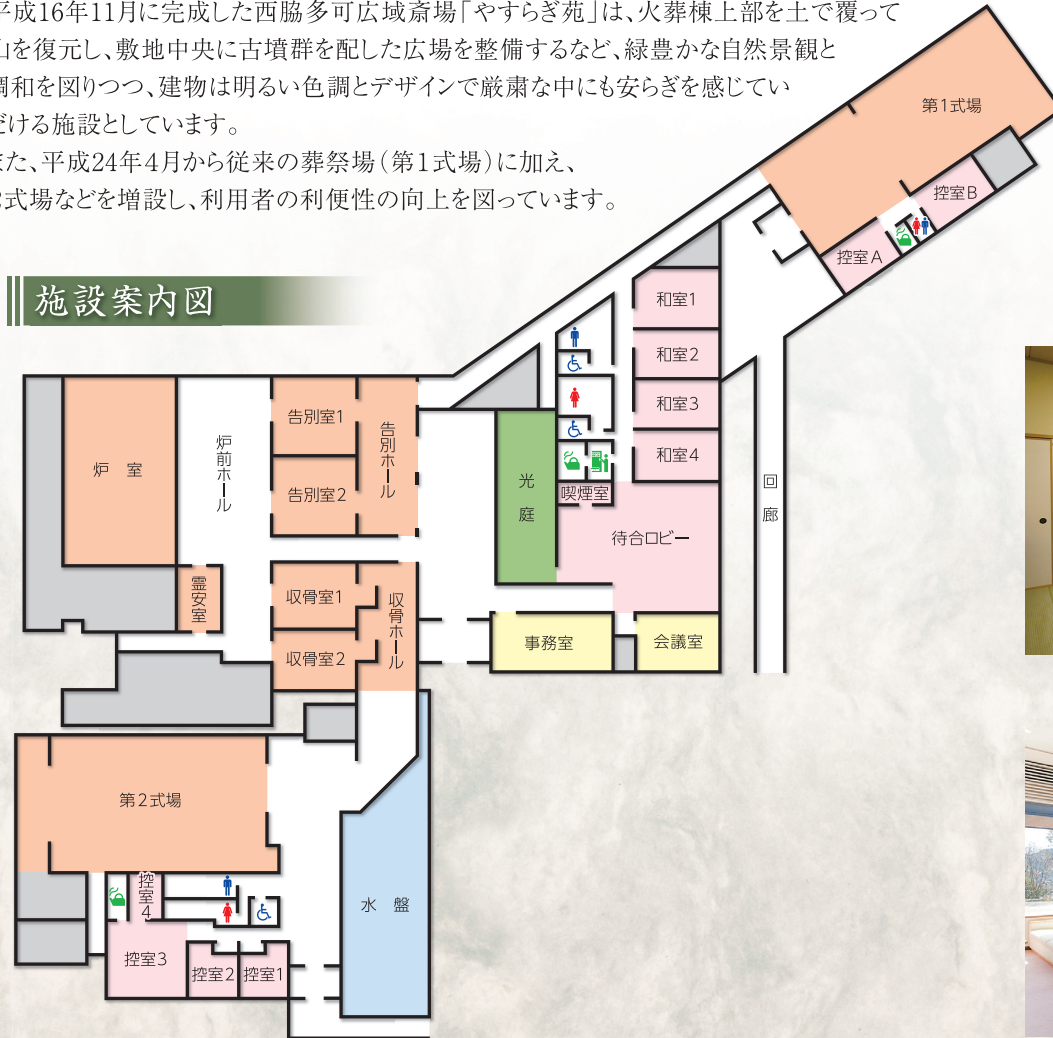 平成16年11月に完成した西脇多可広域斎場「やすらぎ苑」は、火葬棟上部を土で覆って
山を復元し、敷地中央に古墳群を配した広場を整備するなど、緑豊かな自然景観と
調和を図りつつ、建物は明るい色調とデザインで厳粛な中にも安らぎを感じてい
だける施設としています。
また、平成24年4月から従来の葬祭場（第1式場）に加え、
2式場などを増設し、利用者の利便性の向上を図っています。
施設案内図
第1式場
控室B
控室A
和室1
和室2
和室3
和室4
告別室1
告別ホール
炉前ホール
炉 室
告別室2
光庭
喫煙室
回廊
待合ロビー
霊安室
収骨室1
収骨ホール
収骨室2
事務室
会議室
第2式場
控室4
水 盤
控室3
控室2
控室1